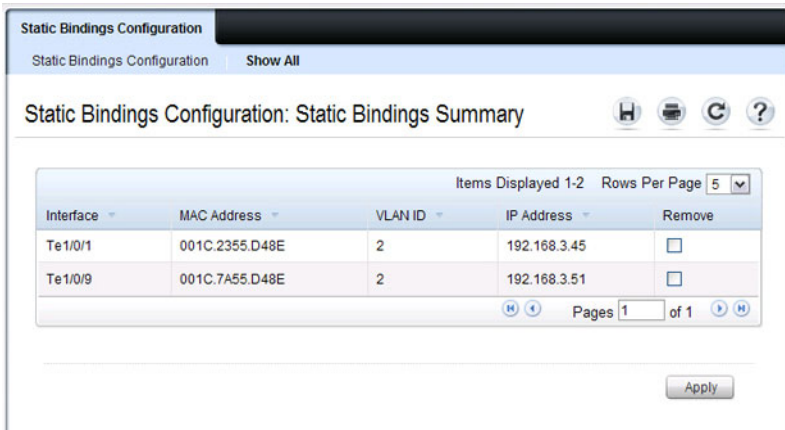 Static Bindings Configuration
Static Bindings Configuration Show All
Static Bindings Configuration: Static Bindings Summary
Items Displayed 1-2 Rows Per Page 5
Interface MAC Address VLAN ID IP Address Remove
Te1/0/1 001C.2355.D48E 2 192.168.3.45
Te1/0/9 001C.7A55.D48E 2 192.168.3.51
Pages 1 of 1
Apply